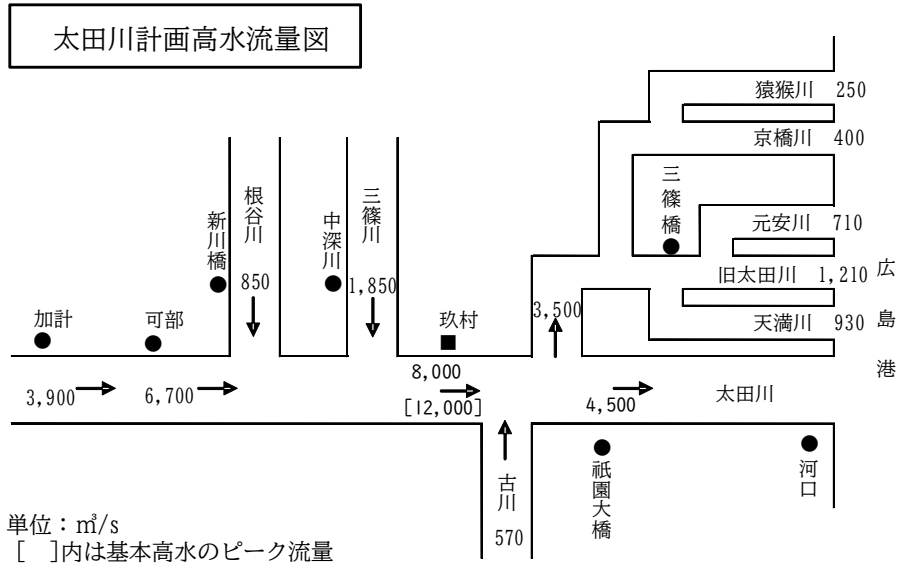 太田川計画高水流量図
猿猴川 250
京橋川 400
三篠橋
元安川 710
旧太田川 1,210
天満川 930
広島港
根谷川
850
新川橋
三篠川
1,850
中深川
加計
可部
玖村
3,500
3,900
6,700
8,000
[12,000]
4,500
太田川
古川
570
祇園大橋
河口
単位：㎥/s
[ ]内は基本高水のピーク流量